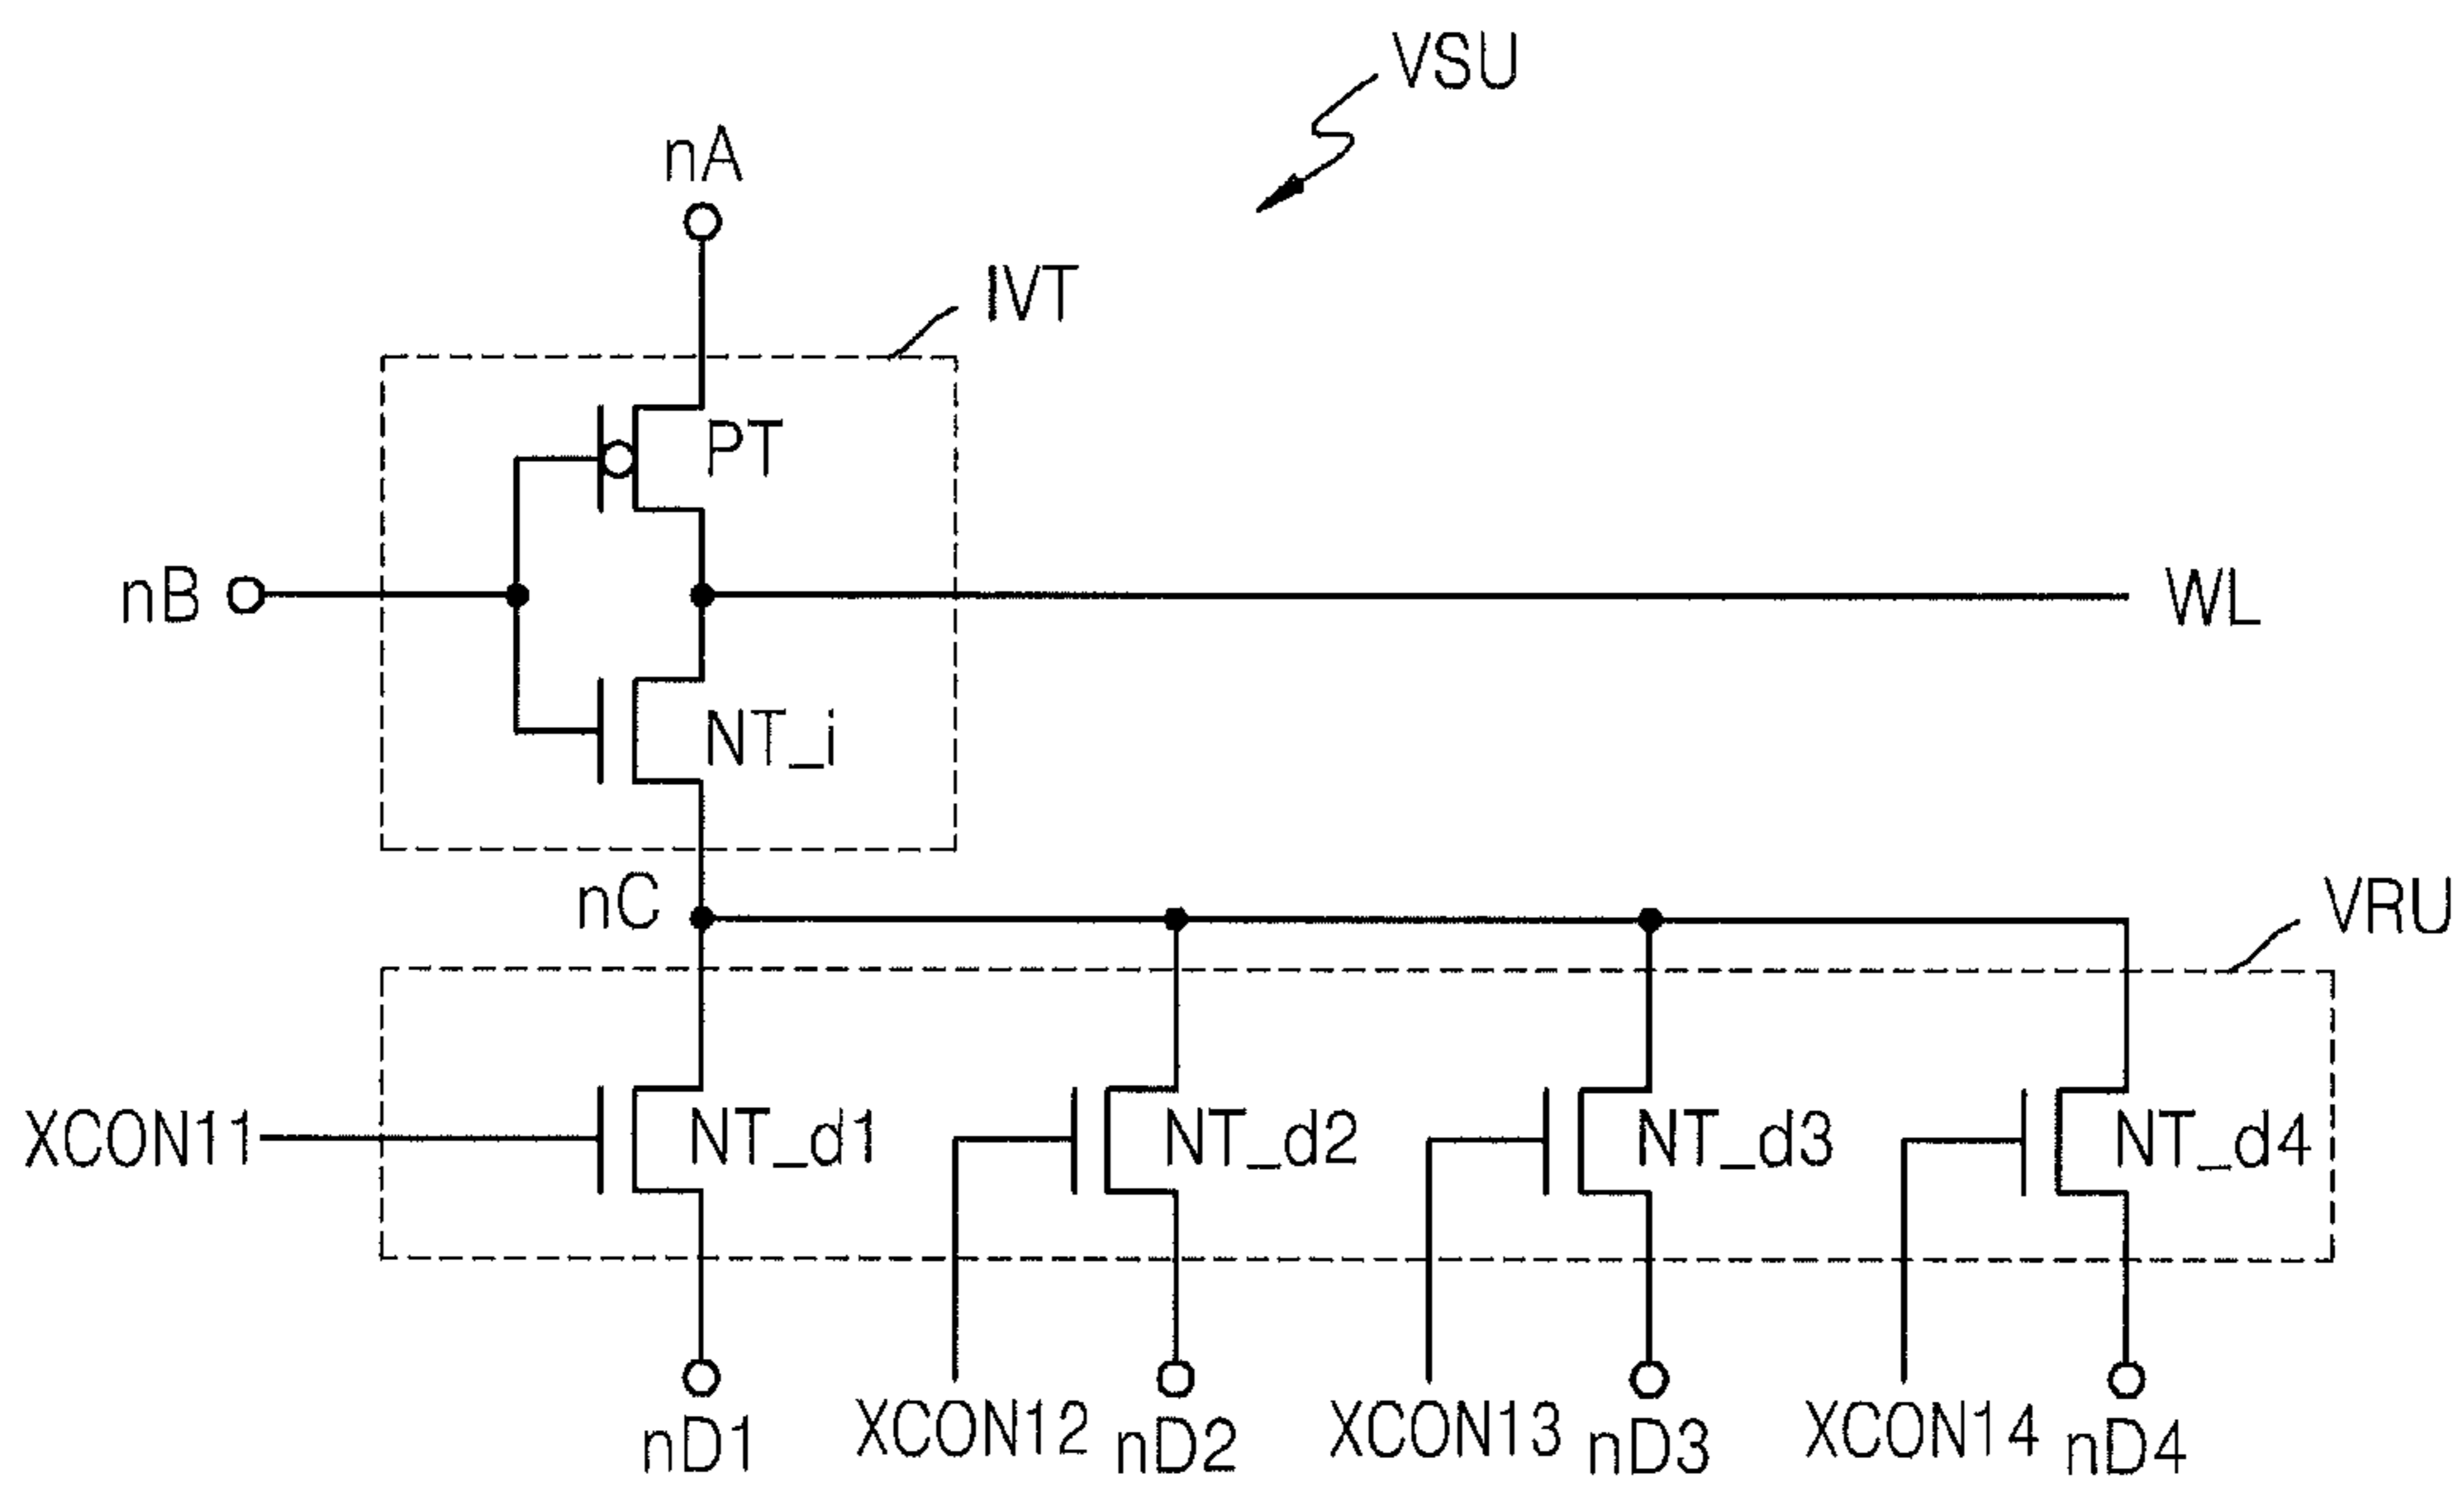 VSU
nA
IVT
PT
nB
WL
NT_i
nC
VRU
XCON11
NT_d1
NT_d2
NT_d3
NT_d4
nD1
XCON12
nD2
XCON13
nD3
XCON14
nD4